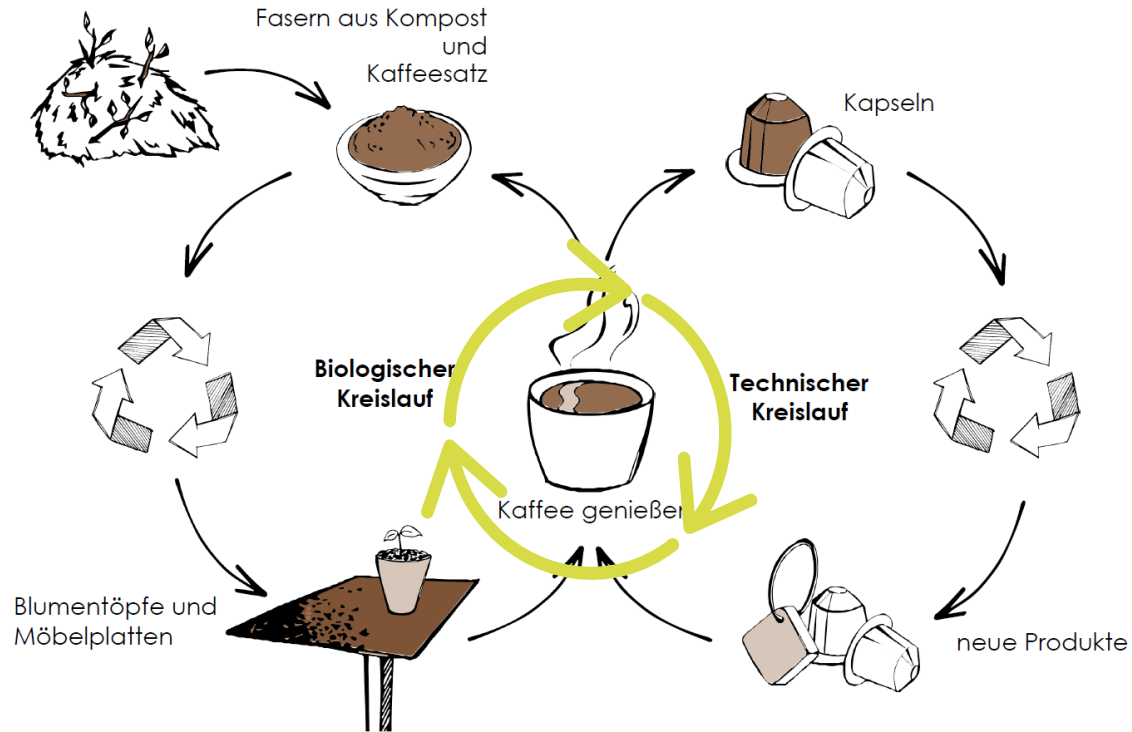 Fasern aus Kompost
und
Kaffeesatz
Kapseln
Biologischer
Kreislauf
Technischer
Kreislauf
Kaffee genießen
Blumentöpfe und
Möbelplatten
neue Produkte